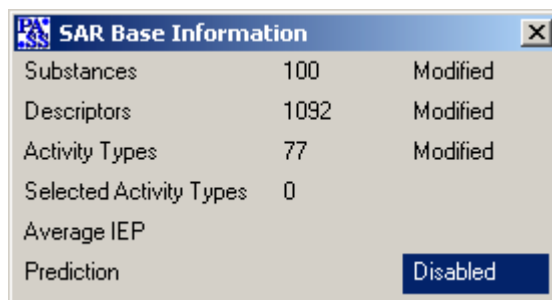 PASS SAR Base Information
Substances 100 Modified
Descriptors 1092 Modified
Activity Types 77 Modified
Selected Activity Types 0
Average IEP
Prediction Disabled